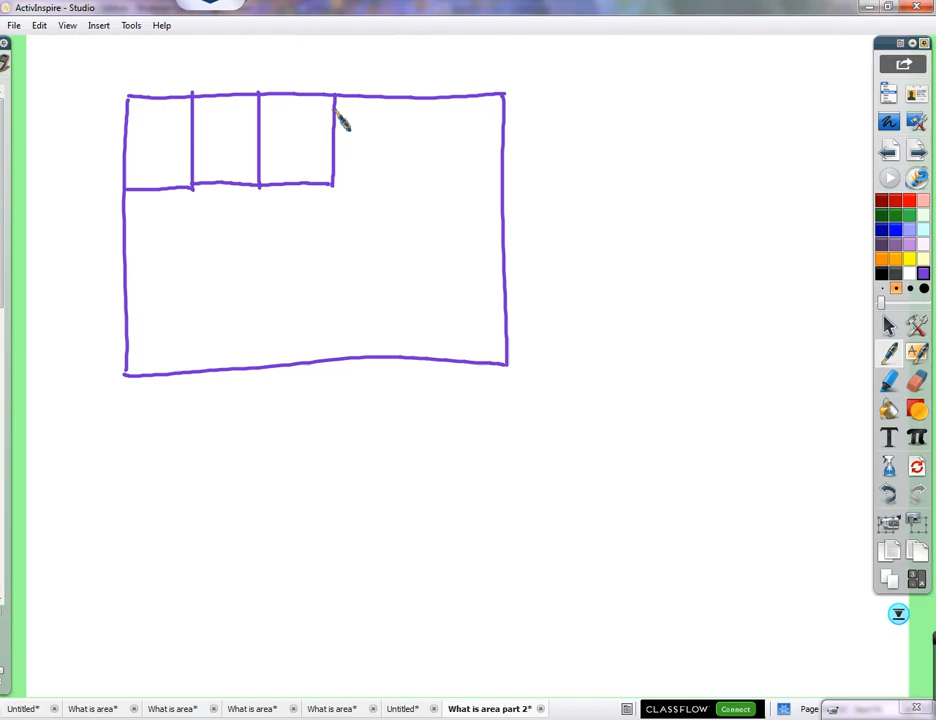 ActivInspire - Studio
File Edit View Insert Tools Help
Untitled* What is area* What is area* What is area* What is area* Untitled* What is area part 2* CLASSFLOW Connect Page